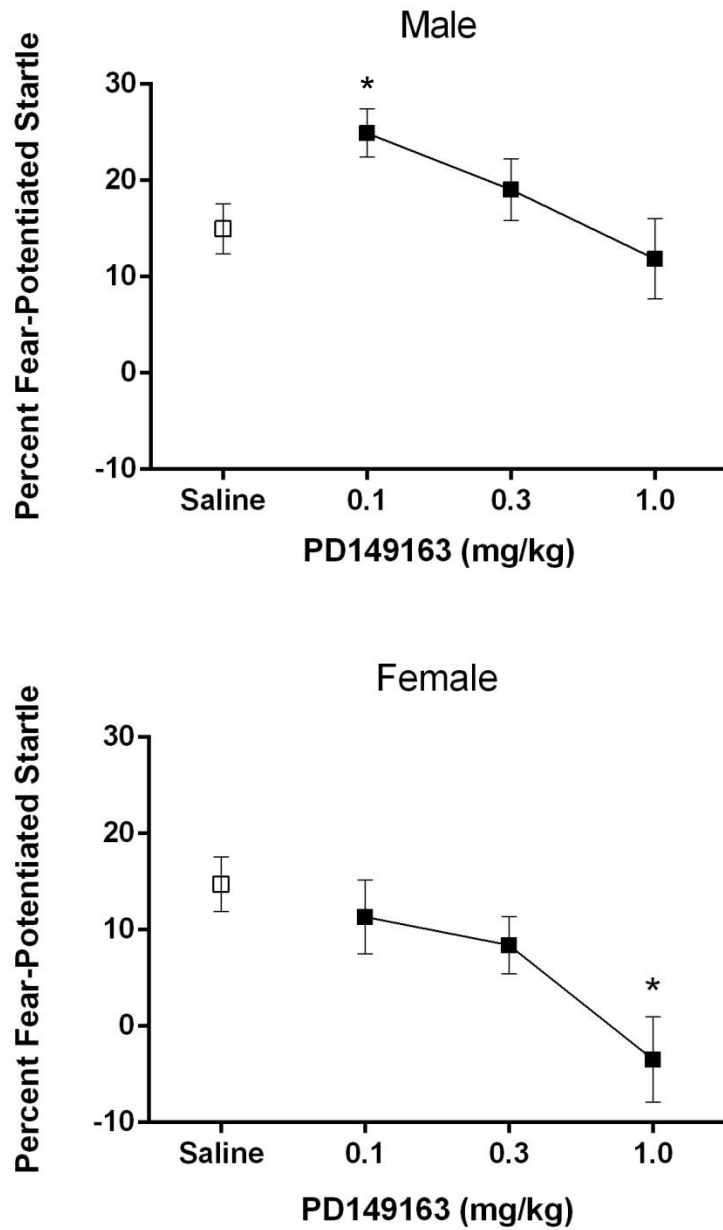 Male
Percent Fear-Potentiated Startle
*
30
20
10
0
-10
Saline 0.1 0.3 1.0
PD149163 (mg/kg)
Female
Percent Fear-Potentiated Startle
30
20
10
*
0
-10
Saline 0.1 0.3 1.0
PD149163 (mg/kg)